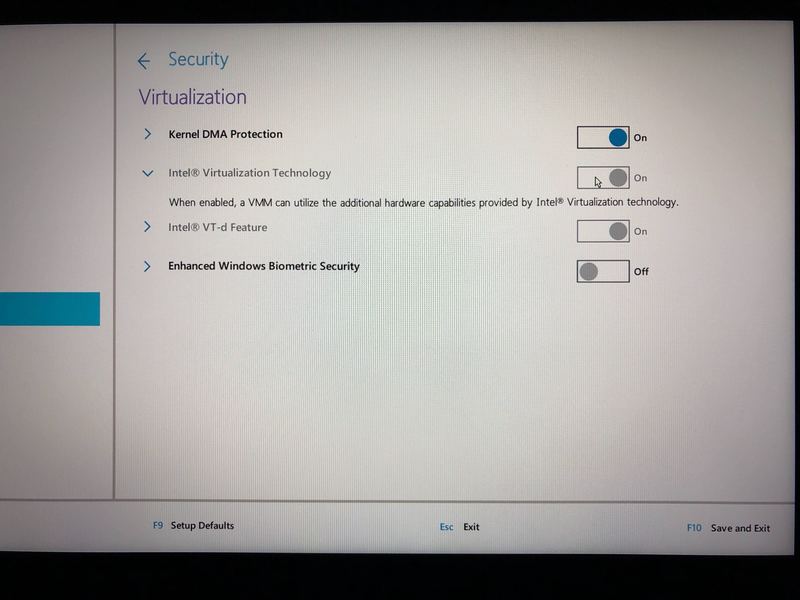 Security
Virtualization
Kernel DMA Protection On
Intel® Virtualization Technology On
When enabled, a VMM can utilize the additional hardware capabilities provided by Intel® Virtualization technology.
Intel® VT-d Feature On
Enhanced Windows Biometric Security Off
F9 Setup Defaults Esc Exit F10 Save and Exit